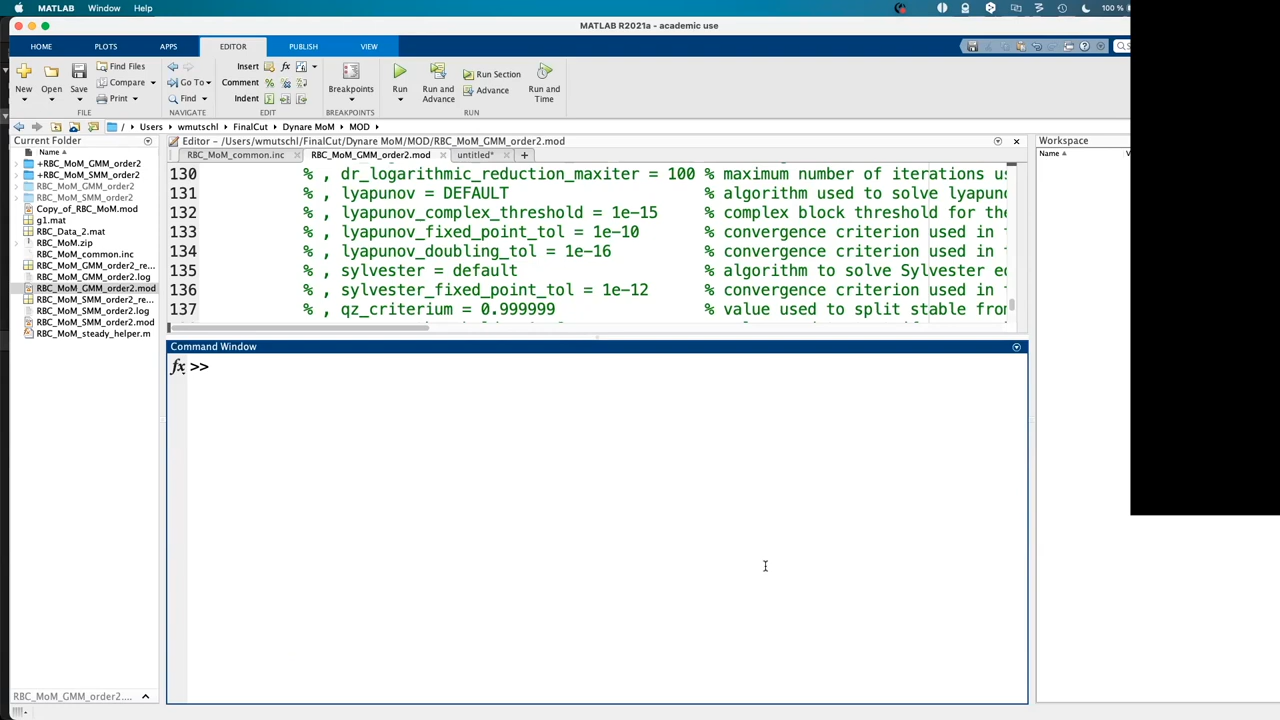 MATLAB Window Help 100 %
MATLAB R2021a - academic use
HOME PLOTS APPS EDITOR PUBLISH VIEW
New Open Save Find Files Compare Print
Go To Find
Insert Comment Indent
Breakpoints
Run Run and Advance Run Section Advance Run and Time
FILE NAVIGATE EDIT BREAKPOINTS RUN
/ Users wmutschl FinalCut Dynare MoM MOD
Current Folder
Name
+RBC_MoM_GMM_order2
+RBC_MoM_SMM_order2
RBC_MoM_GMM_order2
RBC_MoM_SMM_order2
Copy_of_RBC_MoM.mod
g1.mat
RBC_Data_2.mat
RBC_MoM.zip
RBC_MoM_common.inc
RBC_MoM_GMM_order2_re...
RBC_MoM_GMM_order2.log
RBC_MoM_GMM_order2.mod
RBC_MoM_SMM_order2_re...
RBC_MoM_SMM_order2.log
RBC_MoM_SMM_order2.mod
RBC_MoM_steady_helper.m
RBC_MoM_GMM_order2....
Editor - /Users/wmutschl/FinalCut/Dynare MoM/MOD/RBC_MoM_GMM_order2.mod
RBC_MoM_common.inc RBC_MoM_GMM_order2.mod untitled*
130 % , dr_logarithmic_reduction_maxiter = 100 % maximum number of iterations us
131 % , lyapunov = DEFAULT % algorithm used to solve lyapuno
132 % , lyapunov_complex_threshold = 1e-15 % complex block threshold for the
133 % , lyapunov_fixed_point_tol = 1e-10 % convergence criterion used in
134 % , lyapunov_doubling_tol = 1e-16 % convergence criterion used in
135 % , sylvester = default % algorithm to solve Sylvester eq
136 % , sylvester_fixed_point_tol = 1e-12 % convergence criterion used in
137 % , qz_criterium = 0.999999 % value used to split stable from
Command Window
fx >>
Workspace
Name V